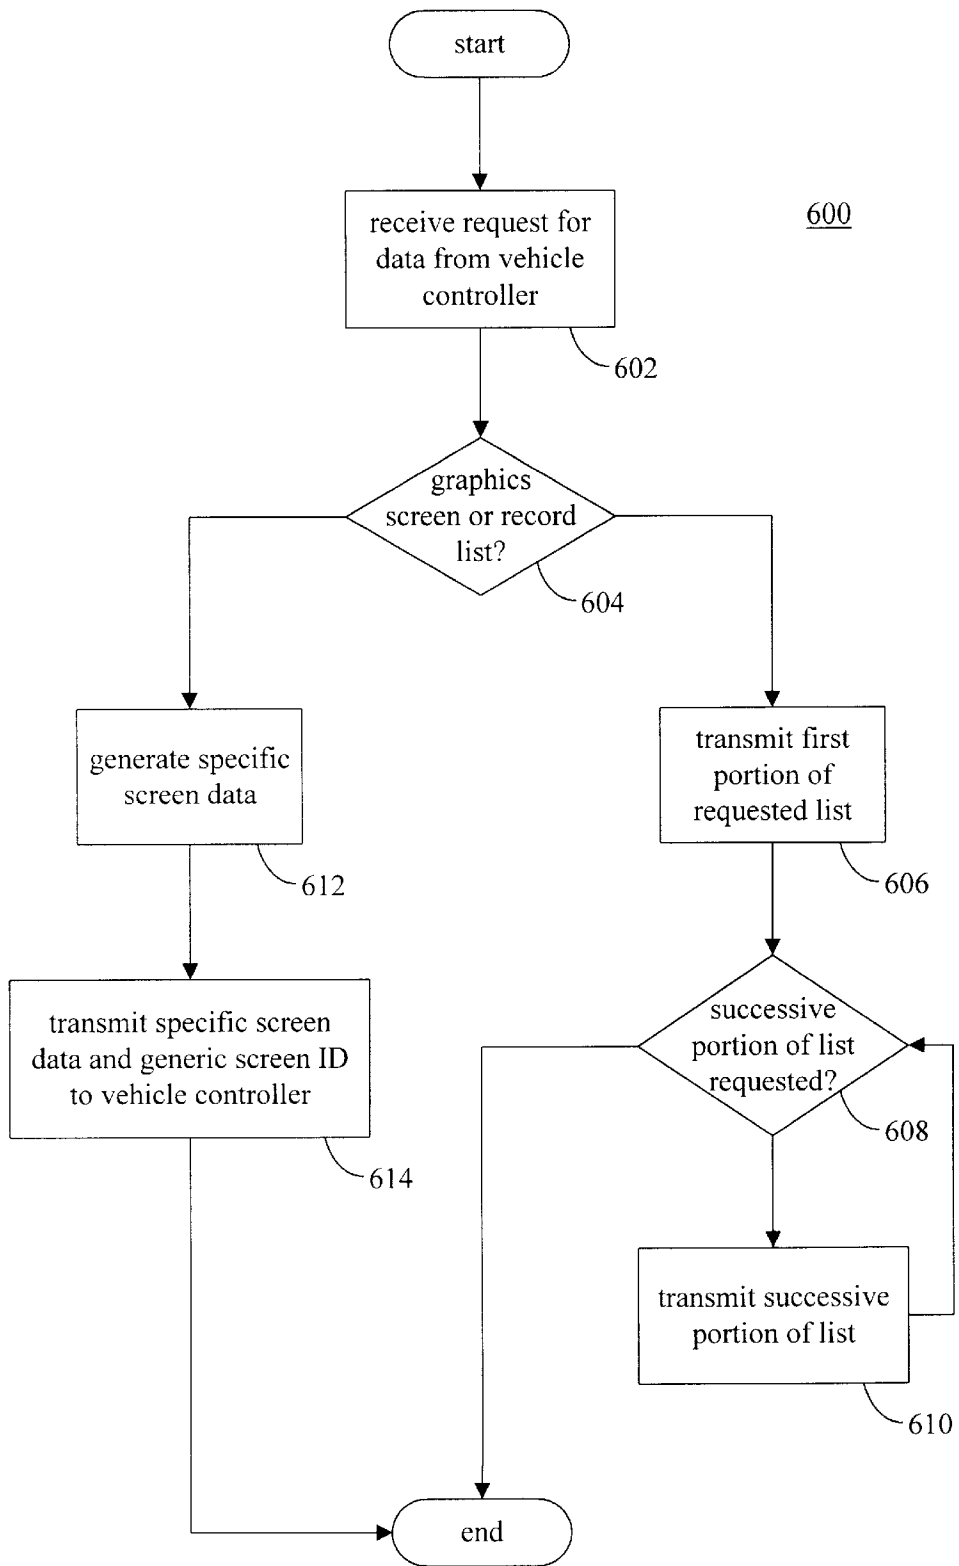 start
receive request for
data from vehicle
controller
600
602
graphics
screen or record
list?
604
generate specific
screen data
612
transmit first
portion of
requested list
606
transmit specific screen
data and generic screen ID
to vehicle controller
614
successive
portion of list
requested?
608
transmit successive
portion of list
610
end